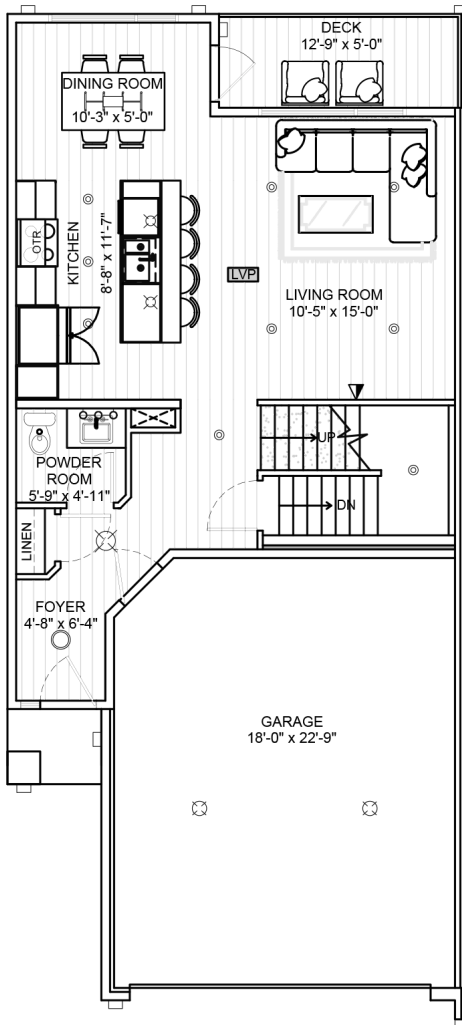 DECK
12'-9" x 5'-0"
DINING ROOM
10'-3" x 5'-0"
OTR
KITCHEN
8'-8" x 11'-7"
LVP
LIVING ROOM
10'-5" x 15'-0"
UP
POWDER
ROOM
5'-9" x 4'-11"
DN
LINEN
FOYER
4'-8" x 6'-4"
GARAGE
18'-0" x 22'-9"